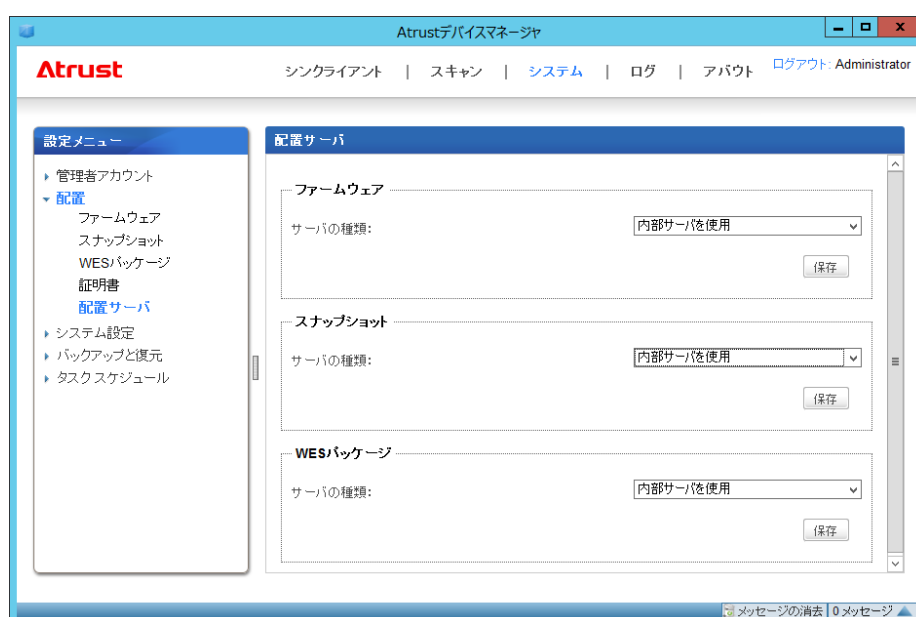 Atrustデバイスマネージャ
Atrust
シンクライアント | スキャン | システム | ログ | アバウト
ログアウト: Administrator
設定メニュー
管理者アカウント
配置
ファームウェア
スナップショット
WESパッケージ
証明書
配置サーバ
システム設定
バックアップと復元
タスクスケジュール
配置サーバ
ファームウェア
サーバの種類: 内部サーバを使用
保存
スナップショット
サーバの種類: 内部サーバを使用
保存
WESパッケージ
サーバの種類: 内部サーバを使用
保存
メッセージの消去 0 メッセージ